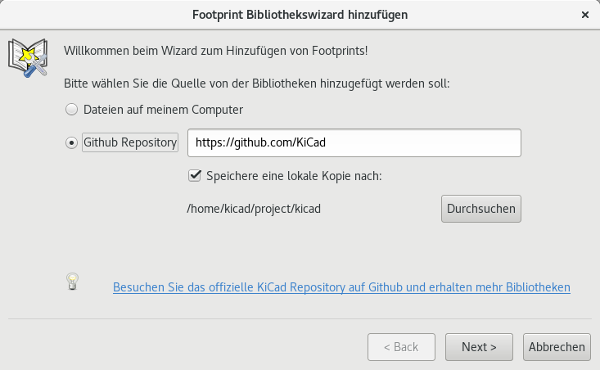 Footprint Bibliothekswizard hinzufügen
Willkommen beim Wizard zum Hinzufügen von Footprints!
Bitte wählen Sie die Quelle von der Bibliotheken hinzugefügt werden soll:
Dateien auf meinem Computer
Github Repository https://github.com/KiCad
Speichere eine lokale Kopie nach:
/home/kicad/project/kicad Durchsuchen
Besuchen Sie das offizielle KiCad Repository auf Github und erhalten mehr Bibliotheken
< Back Next > Abbrechen